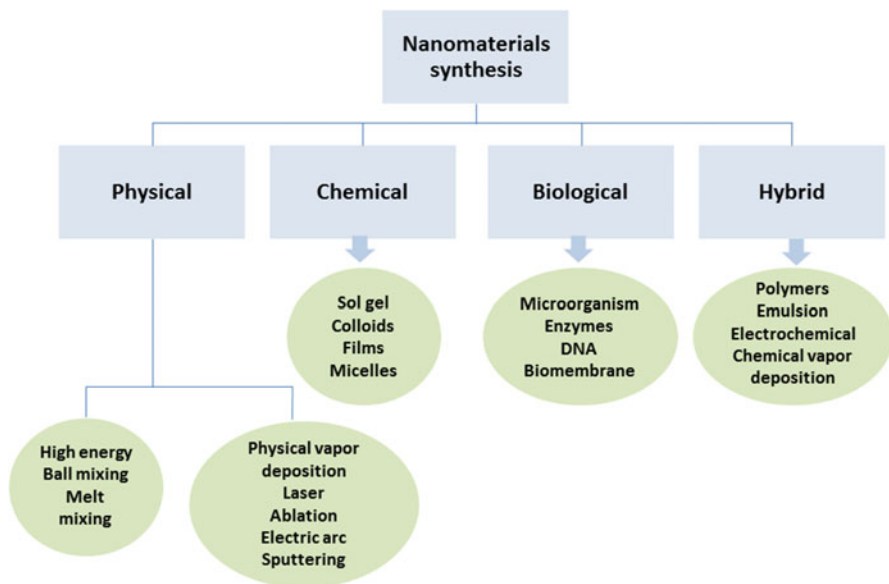 Nanomaterials
synthesis
Physical
Chemical
Biological
Hybrid
Sol gel
Colloids
Films
Micelles
Microorganism
Enzymes
DNA
Biomembrane
Polymers
Emulsion
Electrochemical
Chemical vapor
deposition
High energy
Ball mixing
Melt
mixing
Physical vapor
deposition
Laser
Ablation
Electric arc
Sputtering